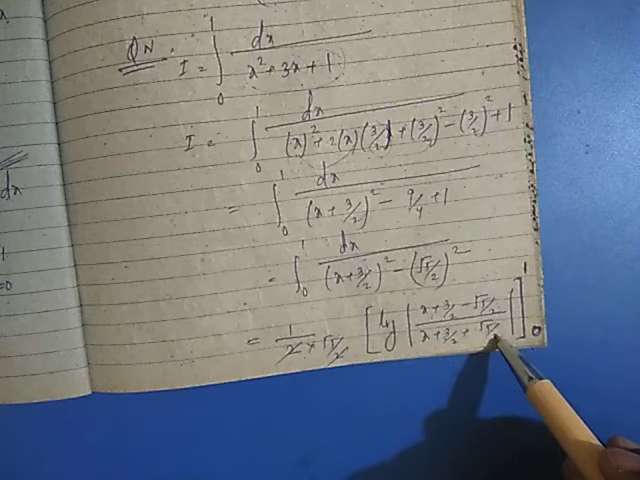 QN. I = ∫₀¹ dx / (x² + 3x + 1)
I = ∫₀¹ dx / ((x)² + 2(x)(3/2) + (3/2)² - (3/2)² + 1)
= ∫₀¹ dx / ((x + 3/2)² - 9/4 + 1)
= ∫₀¹ dx / ((x + 3/2)² - (√5/2)²)
= 1 / (2 × √5/2) [log | (x + 3/2 - √5/2) / (x + 3/2 + √5/2) |]₀¹
dx
=0